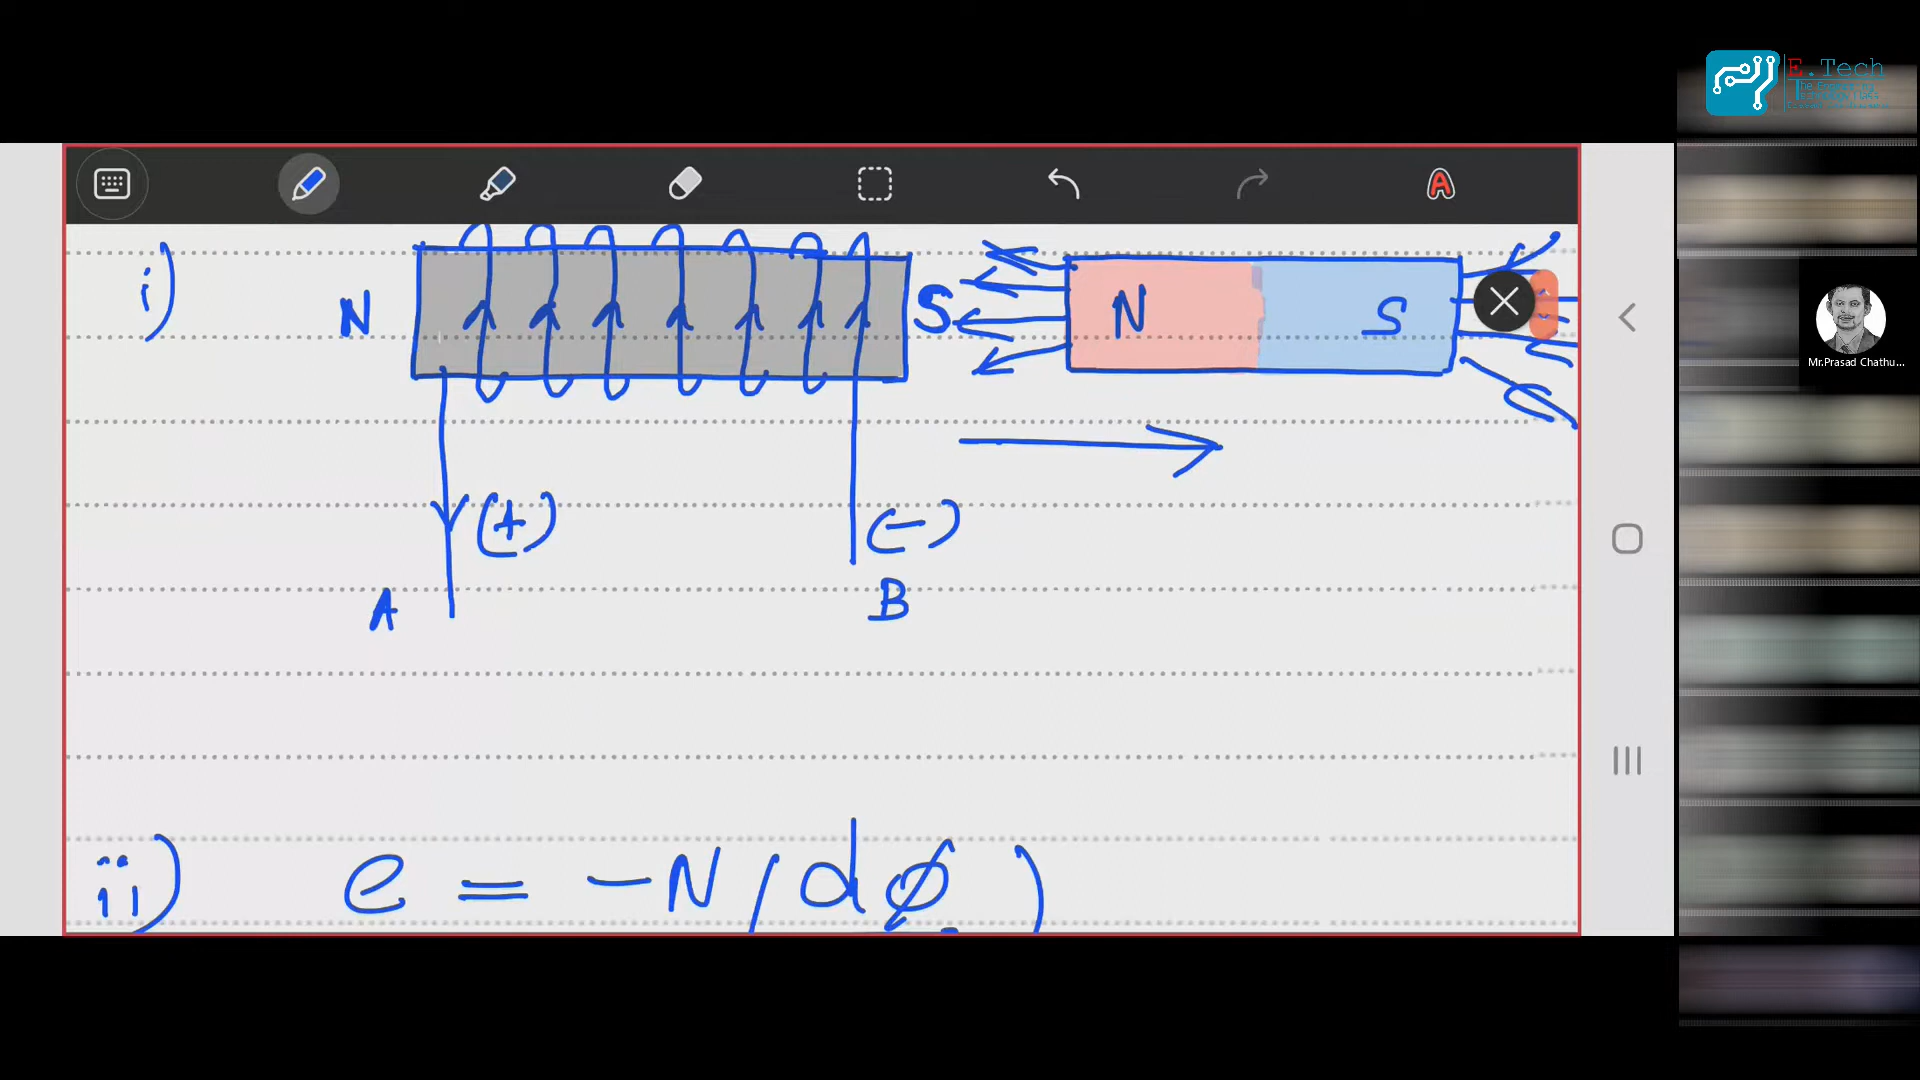 E.Tech
A
i)
N S N S
(+) (-)
A B
ii) e = -N(dφ)
Mr.Prasad Chathu...